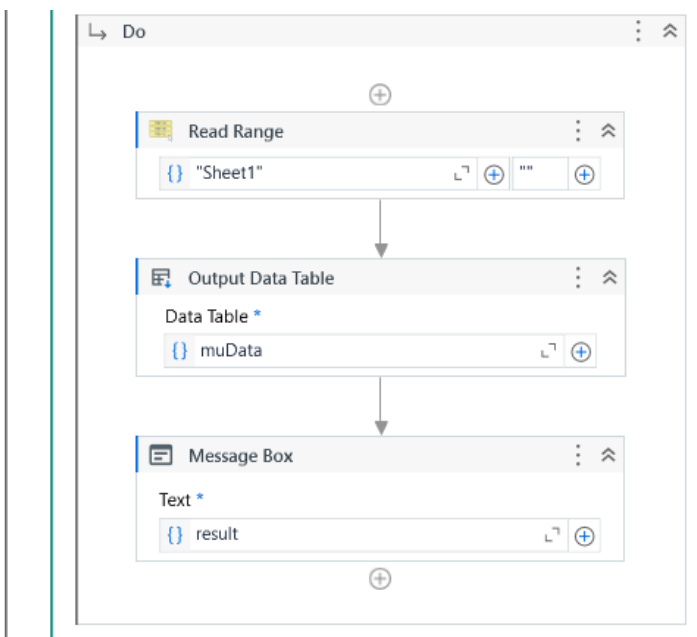 Do
Read Range
{} "Sheet1" ""
Output Data Table
Data Table *
{} muData
Message Box
Text *
{} result